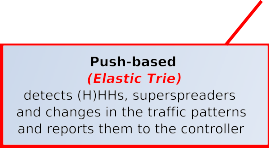 Push-based
(Elastic Trie)
detects (H)HHs, superspreaders
and changes in the traffic patterns
and reports them to the controller